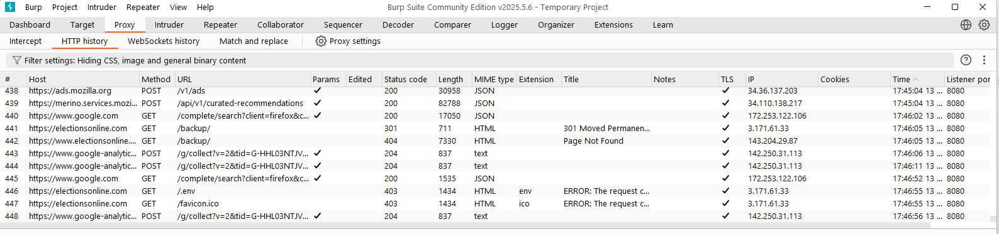 Burp Project Intruder Repeater View Help Burp Suite Community Edition v2025.5.6 - Temporary Project
Dashboard Target Proxy Intruder Repeater Collaborator Sequencer Decoder Comparer Logger Organizer Extensions Learn
Intercept HTTP history WebSockets history Match and replace Proxy settings
Filter settings: Hiding CSS, image and general binary content
# Host Method URL Params Edited Status code Length MIME type Extension Title Notes TLS IP Cookies Time Listener por
438 https://ads.mozilla.org POST /v1/ads ✓ 200 30958 JSON ✓ 34.36.137.203 17:45:04 13 ... 8080
439 https://merino.services.mozi... POST /api/v1/curated-recommendations ✓ 200 82788 JSON ✓ 34.110.138.217 17:45:04 13 ... 8080
440 https://www.google.com GET /complete/search?client=firefox&c... ✓ 200 17050 JSON ✓ 172.253.122.106 17:46:02 13 ... 8080
441 https://electionsonline.com GET /backup/ 301 711 HTML 301 Moved Permanen... ✓ 3.171.61.33 17:46:05 13 ... 8080
442 https://www.electionsonline.... GET /backup/ 404 7330 HTML Page Not Found ✓ 143.204.29.87 17:46:05 13 ... 8080
443 https://www.google-analytic... POST /g/collect?v=2&tid=G-HHL03NTJV... ✓ 204 837 text ✓ 142.250.31.113 17:46:06 13 ... 8080
444 https://www.google-analytic... POST /g/collect?v=2&tid=G-HHL03NTJV... ✓ 204 837 text ✓ 142.250.31.113 17:46:11 13 ... 8080
445 https://www.google.com GET /complete/search?client=firefox&c... ✓ 200 1535 JSON ✓ 172.253.122.106 17:46:52 13 ... 8080
446 https://electionsonline.com GET /.env 403 1434 HTML env ERROR: The request c... ✓ 3.171.61.33 17:46:55 13 ... 8080
447 https://electionsonline.com GET /favicon.ico 403 1434 HTML ico ERROR: The request c... ✓ 3.171.61.33 17:46:55 13 ... 8080
448 https://www.google-analytic... POST /g/collect?v=2&tid=G-HHL03NTJV... ✓ 204 837 text ✓ 142.250.31.113 17:46:56 13 ... 8080